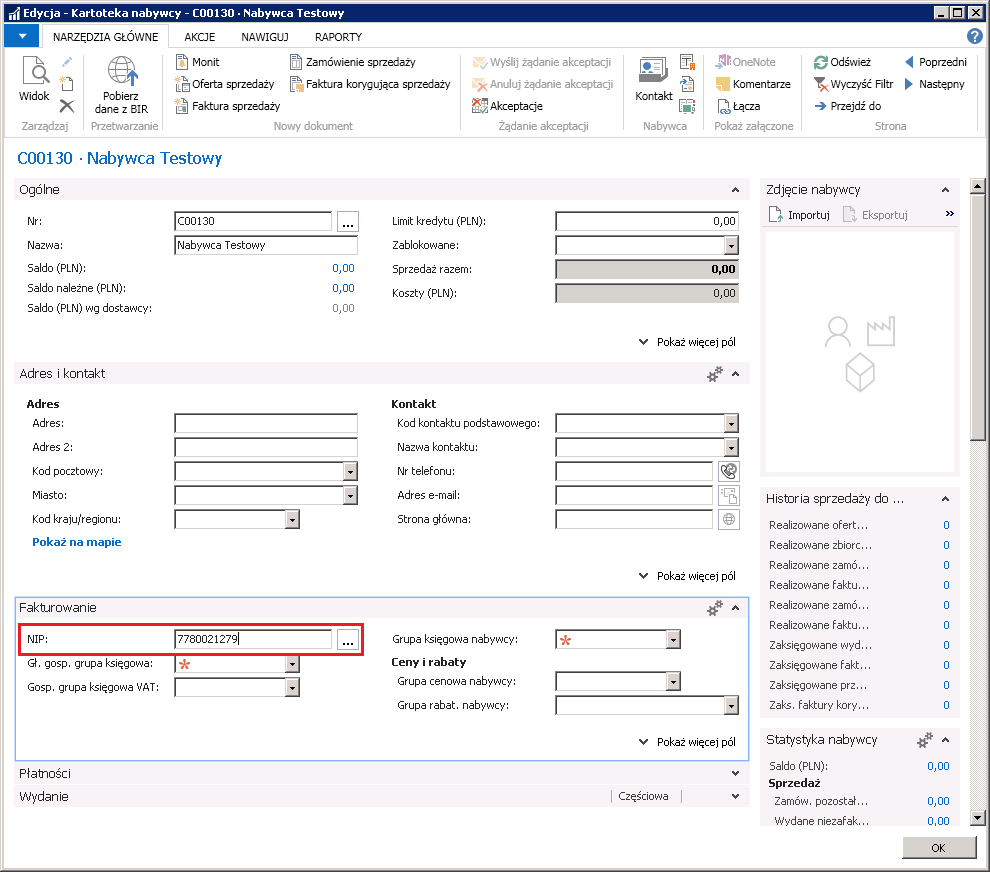 Edycja - Kartoteka nabywcy - C00130 · Nabywca Testowy
NARZĘDZIA GŁÓWNE AKCJE NAWIGUJ RAPORTY
Widok
Zarządzaj
Pobierz dane z BIR
Przetwarzanie
Monit
Oferta sprzedaży
Faktura sprzedaży
Zamówienie sprzedaży
Faktura korygująca sprzedaży
Nowy dokument
Wyślij żądanie akceptacji
Anuluj żądanie akceptacji
Akceptacje
Żądanie akceptacji
Kontakt
Nabywca
OneNote
Komentarze
Łącza
Pokaż załączone
Odśwież
Wyczyść Filtr
Przejdź do
Poprzedni
Następny
Strona
C00130 · Nabywca Testowy
Ogólne
Nr: C00130 ...
Nazwa: Nabywca Testowy
Saldo (PLN): 0,00
Saldo należne (PLN): 0,00
Saldo (PLN) wg dostawcy: 0,00
Limit kredytu (PLN): 0,00
Zablokowane:
Sprzedaż razem: 0,00
Koszty (PLN): 0,00
Pokaż więcej pól
Adres i kontakt
Adres
Adres:
Adres 2:
Kod pocztowy:
Miasto:
Kod kraju/regionu:
Pokaż na mapie
Kontakt
Kod kontaktu podstawowego:
Nazwa kontaktu:
Nr telefonu:
Adres e-mail:
Strona główna:
Pokaż więcej pól
Fakturowanie
NIP: 7780021279 ...
Gł. gosp. grupa księgowa: *
Gosp. grupa księgowa VAT:
Grupa księgowa nabywcy: *
Ceny i rabaty
Grupa cenowa nabywcy:
Grupa rabat. nabywcy:
Pokaż więcej pól
Płatności
Wydanie Częściowa
Zdjęcie nabywcy
Importuj Eksportuj »
Historia sprzedaży do ...
Realizowane ofert... 0
Realizowane zbiorc... 0
Realizowane zamó... 0
Realizowane faktu... 0
Realizowane zamó... 0
Realizowane faktu... 0
Zaksięgowane wyd... 0
Zaksięgowane fakt... 0
Zaksięgowane prz... 0
Zaks. faktury kory... 0
Statystyka nabywcy
Saldo (PLN): 0,00
Sprzedaż
Zamów. pozostał... 0,00
Wydane niezafak... 0,00
OK